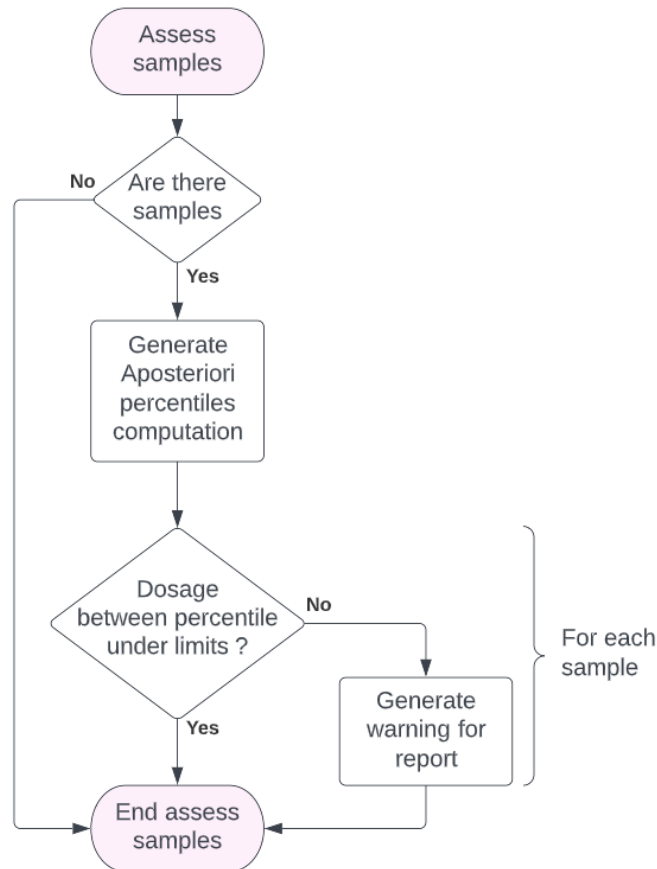 Assess
samples
No
Are there
samples
Yes
Generate
Aposteriori
percentiles
computation
Dosage
between percentile
under limits ?
No
For each
sample
Generate
warning for
report
Yes
End assess
samples